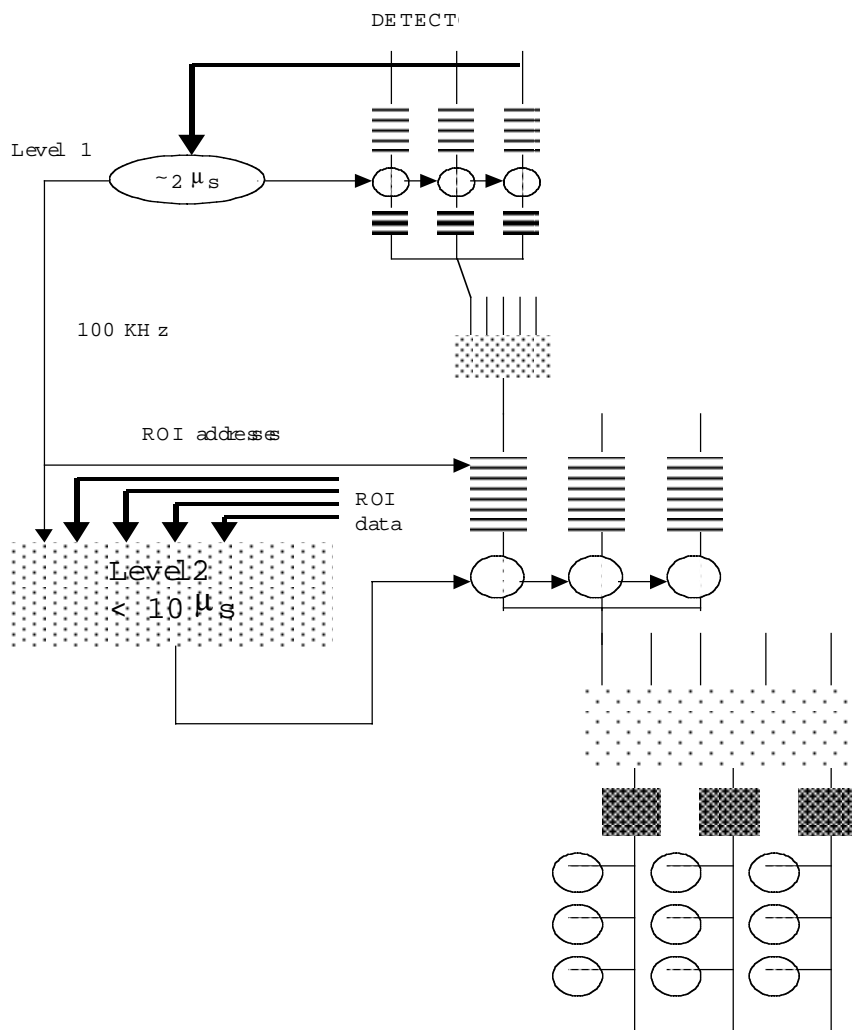 DETECT
Level 1
~2 μs
100 KHz
ROI addresses
ROI
data
Level2
< 10 μs